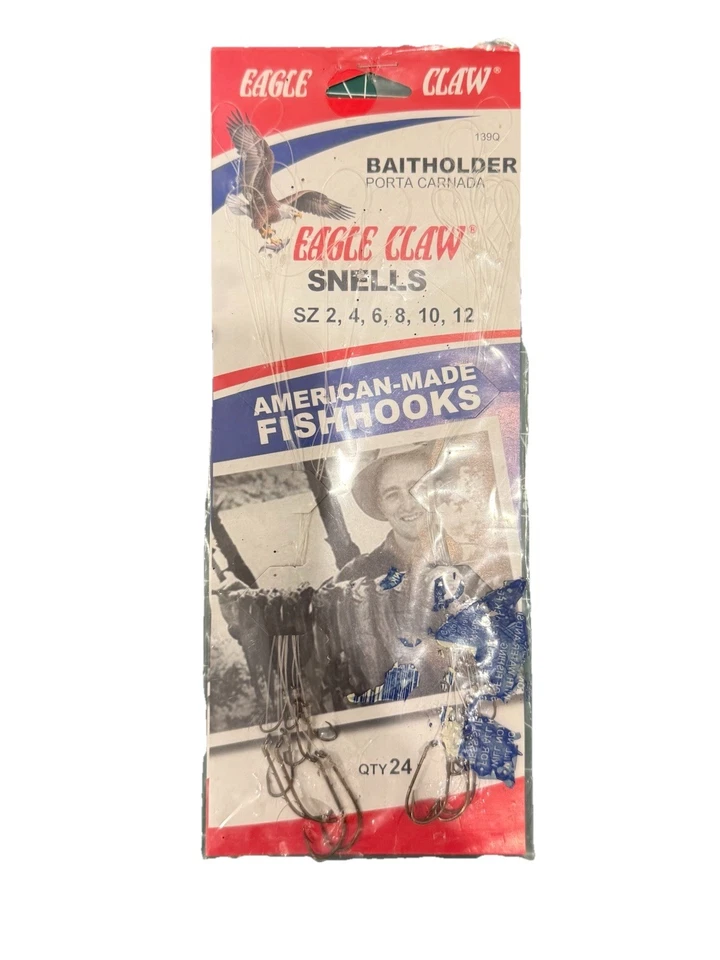 EAGLE CLAW®
139Q
BAITHOLDER
PORTA CARNADA
EAGLE CLAW®
SNELLS
SZ 2, 4, 6, 8, 10, 12
AMERICAN-MADE
FISHHOOKS
QTY 24